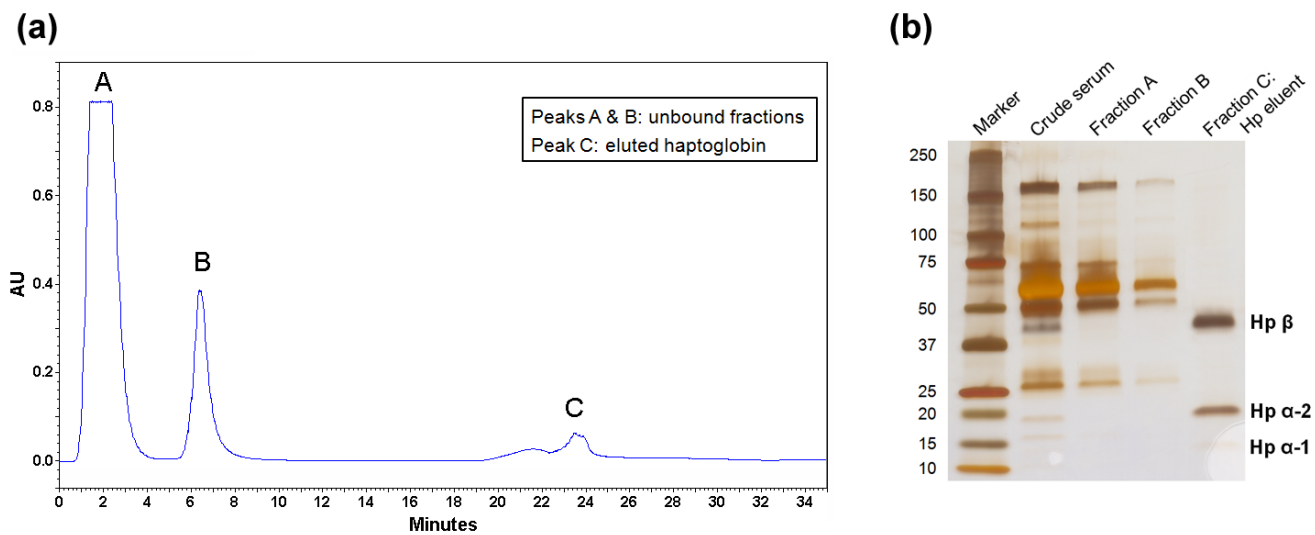 (a)
A
B
C
Peaks A & B: unbound fractions
Peak C: eluted haptoglobin
AU
0.8
0.6
0.4
0.2
0.0
0 2 4 6 8 10 12 14 16 18 20 22 24 26 28 30 32 34
Minutes
(b)
Marker
Crude serum
Fraction A
Fraction B
Fraction C:
Hp eluent
250
150
100
75
50
37
25
20
15
10
Hp β
Hp α-2
Hp α-1